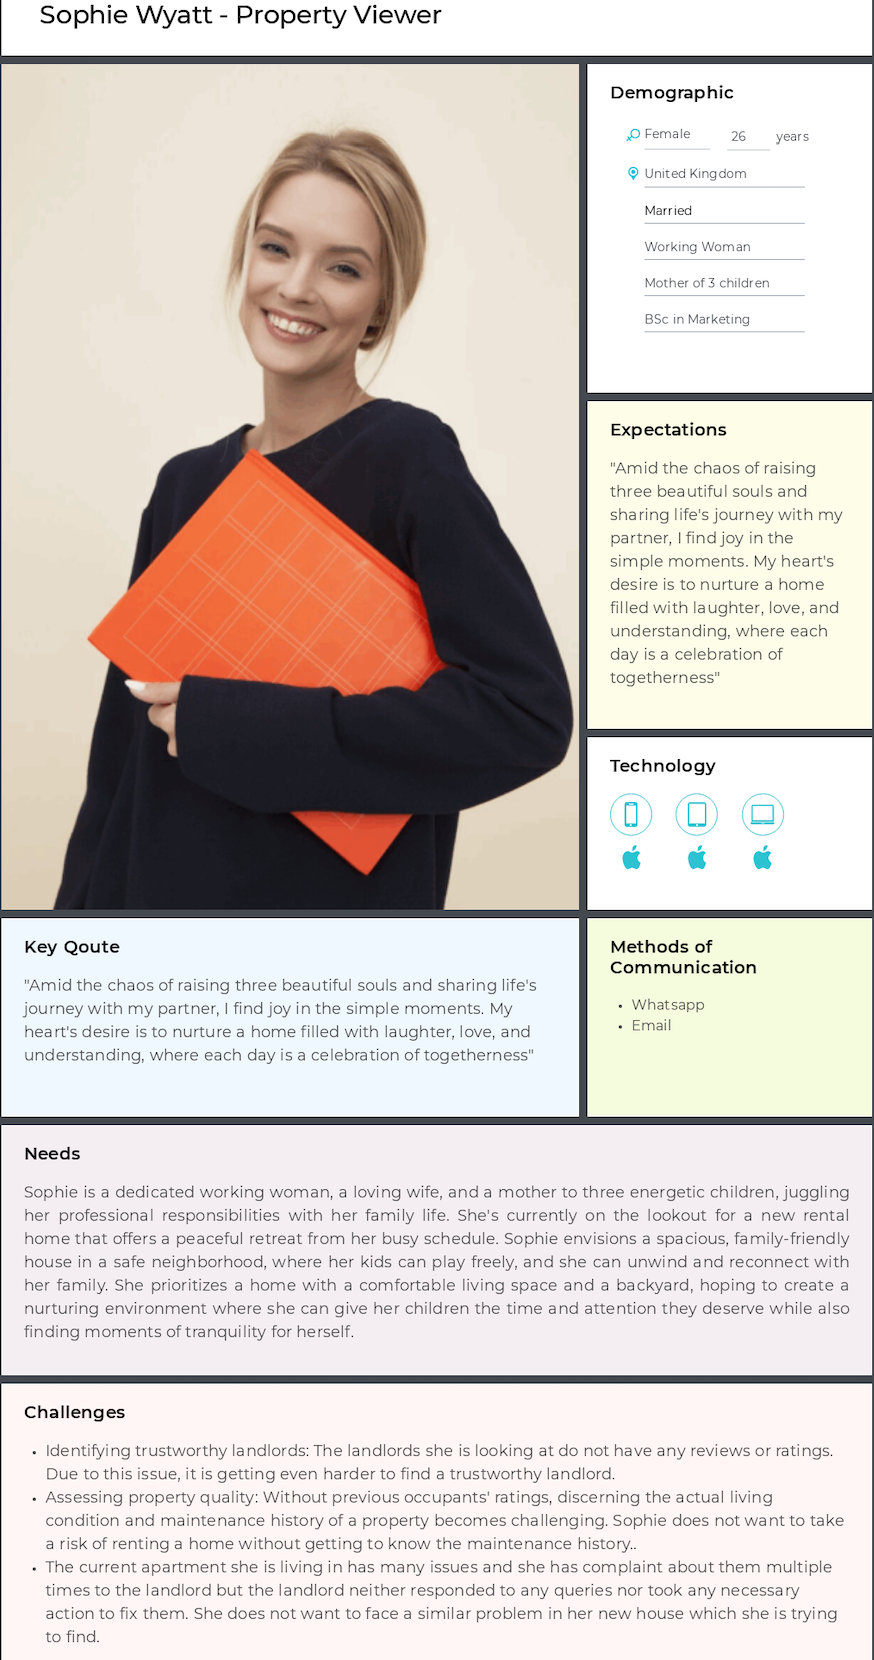 Sophie Wyatt - Property Viewer
Demographic
Female 26 years
United Kingdom
Married
Working Woman
Mother of 3 children
BSc in Marketing
Expectations
"Amid the chaos of raising
three beautiful souls and
sharing life's journey with my
partner, I find joy in the
simple moments. My heart's
desire is to nurture a home
filled with laughter, love, and
understanding, where each
day is a celebration of
togetherness"
Technology
Key Qoute
"Amid the chaos of raising three beautiful souls and sharing life's
journey with my partner, I find joy in the simple moments. My
heart's desire is to nurture a home filled with laughter, love, and
understanding, where each day is a celebration of togetherness"
Methods of
Communication
• Whatsapp
• Email
Needs
Sophie is a dedicated working woman, a loving wife, and a mother to three energetic children, juggling
her professional responsibilities with her family life. She's currently on the lookout for a new rental
home that offers a peaceful retreat from her busy schedule. Sophie envisions a spacious, family-friendly
house in a safe neighborhood, where her kids can play freely, and she can unwind and reconnect with
her family. She prioritizes a home with a comfortable living space and a backyard, hoping to create a
nurturing environment where she can give her children the time and attention they deserve while also
finding moments of tranquility for herself.
Challenges
• Identifying trustworthy landlords: The landlords she is looking at do not have any reviews or ratings.
Due to this issue, it is getting even harder to find a trustworthy landlord.
• Assessing property quality: Without previous occupants' ratings, discerning the actual living
condition and maintenance history of a property becomes challenging. Sophie does not want to take
a risk of renting a home without getting to know the maintenance history..
• The current apartment she is living in has many issues and she has complaint about them multiple
times to the landlord but the landlord neither responded to any queries nor took any necessary
action to fix them. She does not want to face a similar problem in her new house which she is trying
to find.